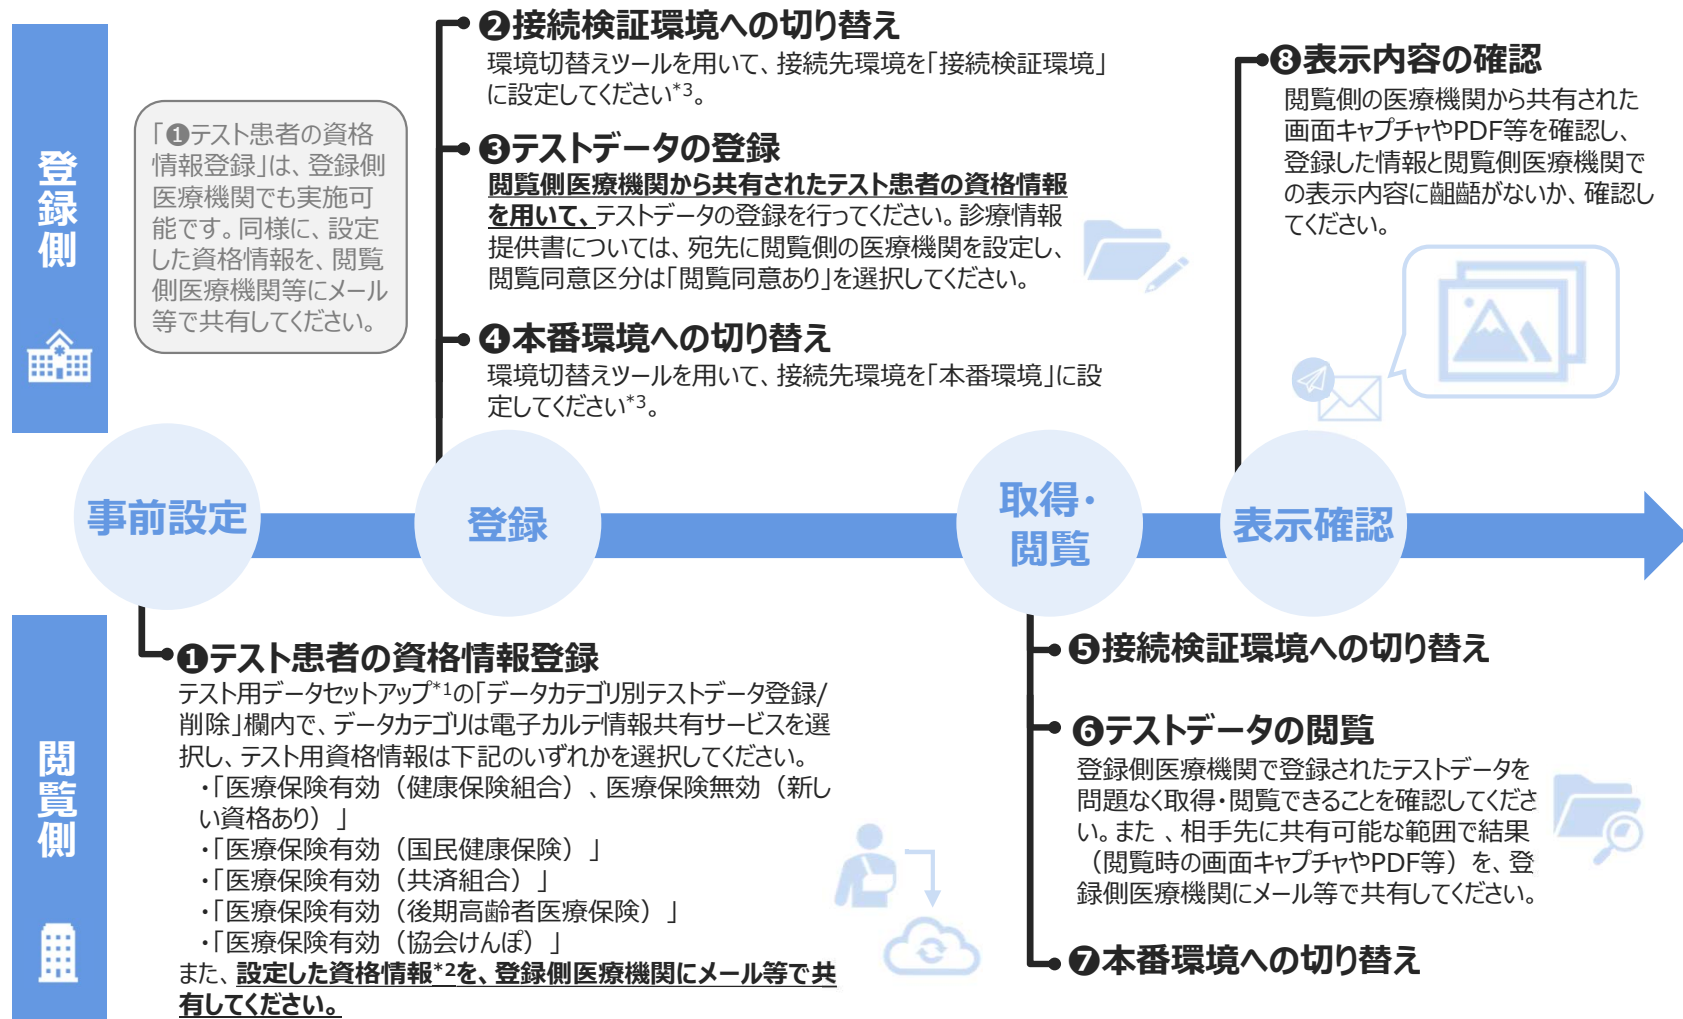 登録側
「❶テスト患者の資格
情報登録」は、登録側
医療機関でも実施可
能です。同様に、設定
した資格情報を、閲覧
側医療機関等にメール
等で共有してください。
❷接続検証環境への切り替え
環境切替えツールを用いて、接続先環境を「接続検証環境」
に設定してください*3。
❸テストデータの登録
閲覧側医療機関から共有されたテスト患者の資格情報
を用いて、テストデータの登録を行ってください。診療情報
提供書については、宛先に閲覧側の医療機関を設定し、
閲覧同意区分は「閲覧同意あり」を選択してください。
❹本番環境への切り替え
環境切替えツールを用いて、接続先環境を「本番環境」に設
定してください*3。
❽表示内容の確認
閲覧側の医療機関から共有された
画面キャプチャやPDF等を確認し、
登録した情報と閲覧側医療機関で
の表示内容に齟齬がないか、確認し
てください。
事前設定
登録
取得・
閲覧
表示確認
閲覧側
❶テスト患者の資格情報登録
テスト用データセットアップ*1の「データカテゴリ別テストデータ登録/
削除」欄内で、データカテゴリは電子カルテ情報共有サービスを選
択し、テスト用資格情報は下記のいずれかを選択してください。
・「医療保険有効（健康保険組合）、医療保険無効（新し
い資格あり）」
・「医療保険有効（国民健康保険）」
・「医療保険有効（共済組合）」
・「医療保険有効（後期高齢者医療保険）」
・「医療保険有効（協会けんぽ）」
また、設定した資格情報*2を、登録側医療機関にメール等で共
有してください。
❺接続検証環境への切り替え
❻テストデータの閲覧
登録側医療機関で登録されたテストデータを
問題なく取得・閲覧できることを確認してくださ
い。また 、相手先に共有可能な範囲で結果
（閲覧時の画面キャプチャやPDF等）を、登
録側医療機関にメール等で共有してください。
❼本番環境への切り替え